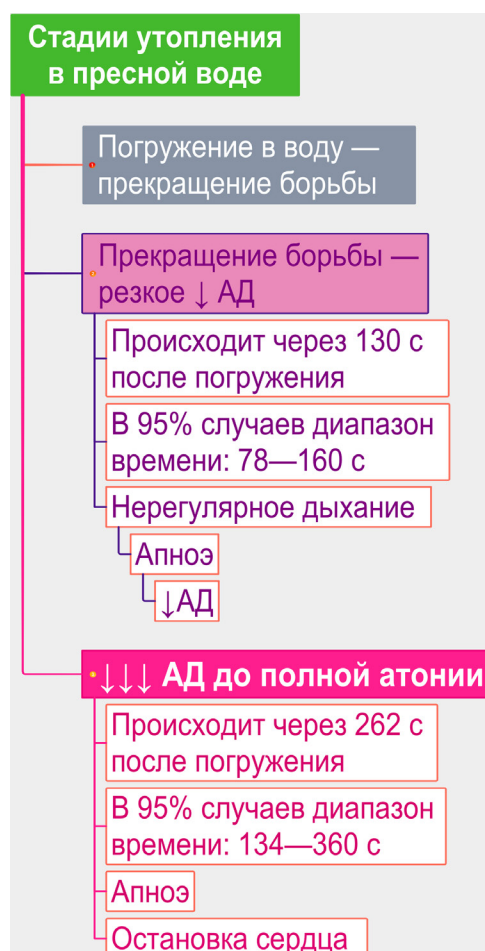 Стадии утопления
в пресной воде
Погружение в воду —
прекращение борьбы
Прекращение борьбы —
резкое ↓ АД
Происходит через 130 с
после погружения
В 95% случаев диапазон
времени: 78—160 с
Нерегулярное дыхание
Апноэ
↓АД
↓↓↓ АД до полной атонии
Происходит через 262 с
после погружения
В 95% случаев диапазон
времени: 134—360 с
Апноэ
Остановка сердца